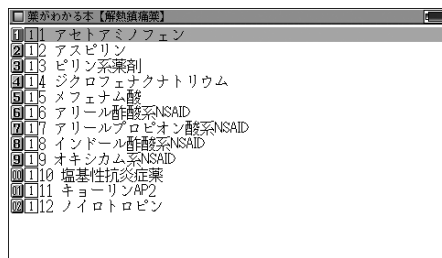 薬がわかる本【解熱鎮痛薬】
1 1 1 アセトアミノフェン
2 1 2 アスピリン
3 1 3 ピリン系薬剤
4 1 4 ジクロフェナクナトリウム
5 1 5 メフェナム酸
6 1 6 アリール酢酸系NSAID
7 1 7 アリールプロピオン酸系NSAID
8 1 8 インドール酢酸系NSAID
9 1 9 オキシカム系NSAID
00 1 10 塩基性抗炎症薬
01 1 11 キョーリンAP2
02 1 12 ノイロトロピン